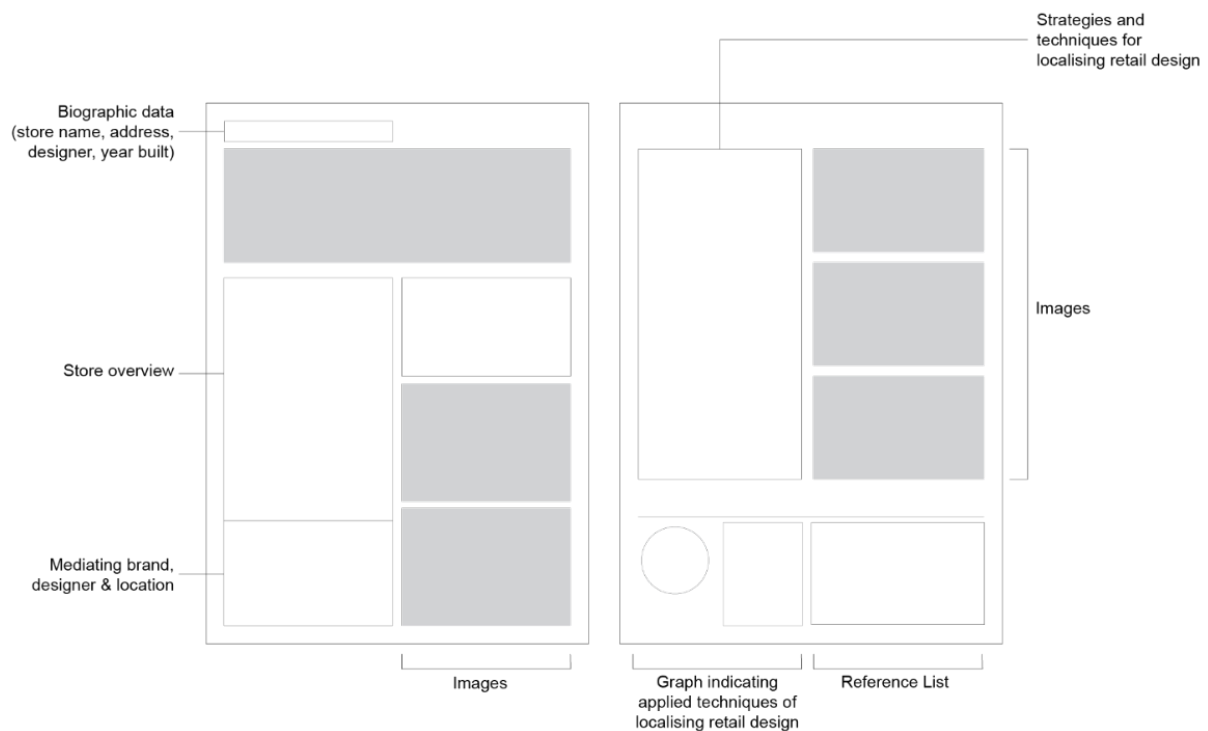 Strategies and
techniques for
localising retail design
Biographic data
(store name, address,
designer, year built)
Images
Store overview
Mediating brand,
designer & location
Images
Graph indicating
applied techniques of
localising retail design
Reference List